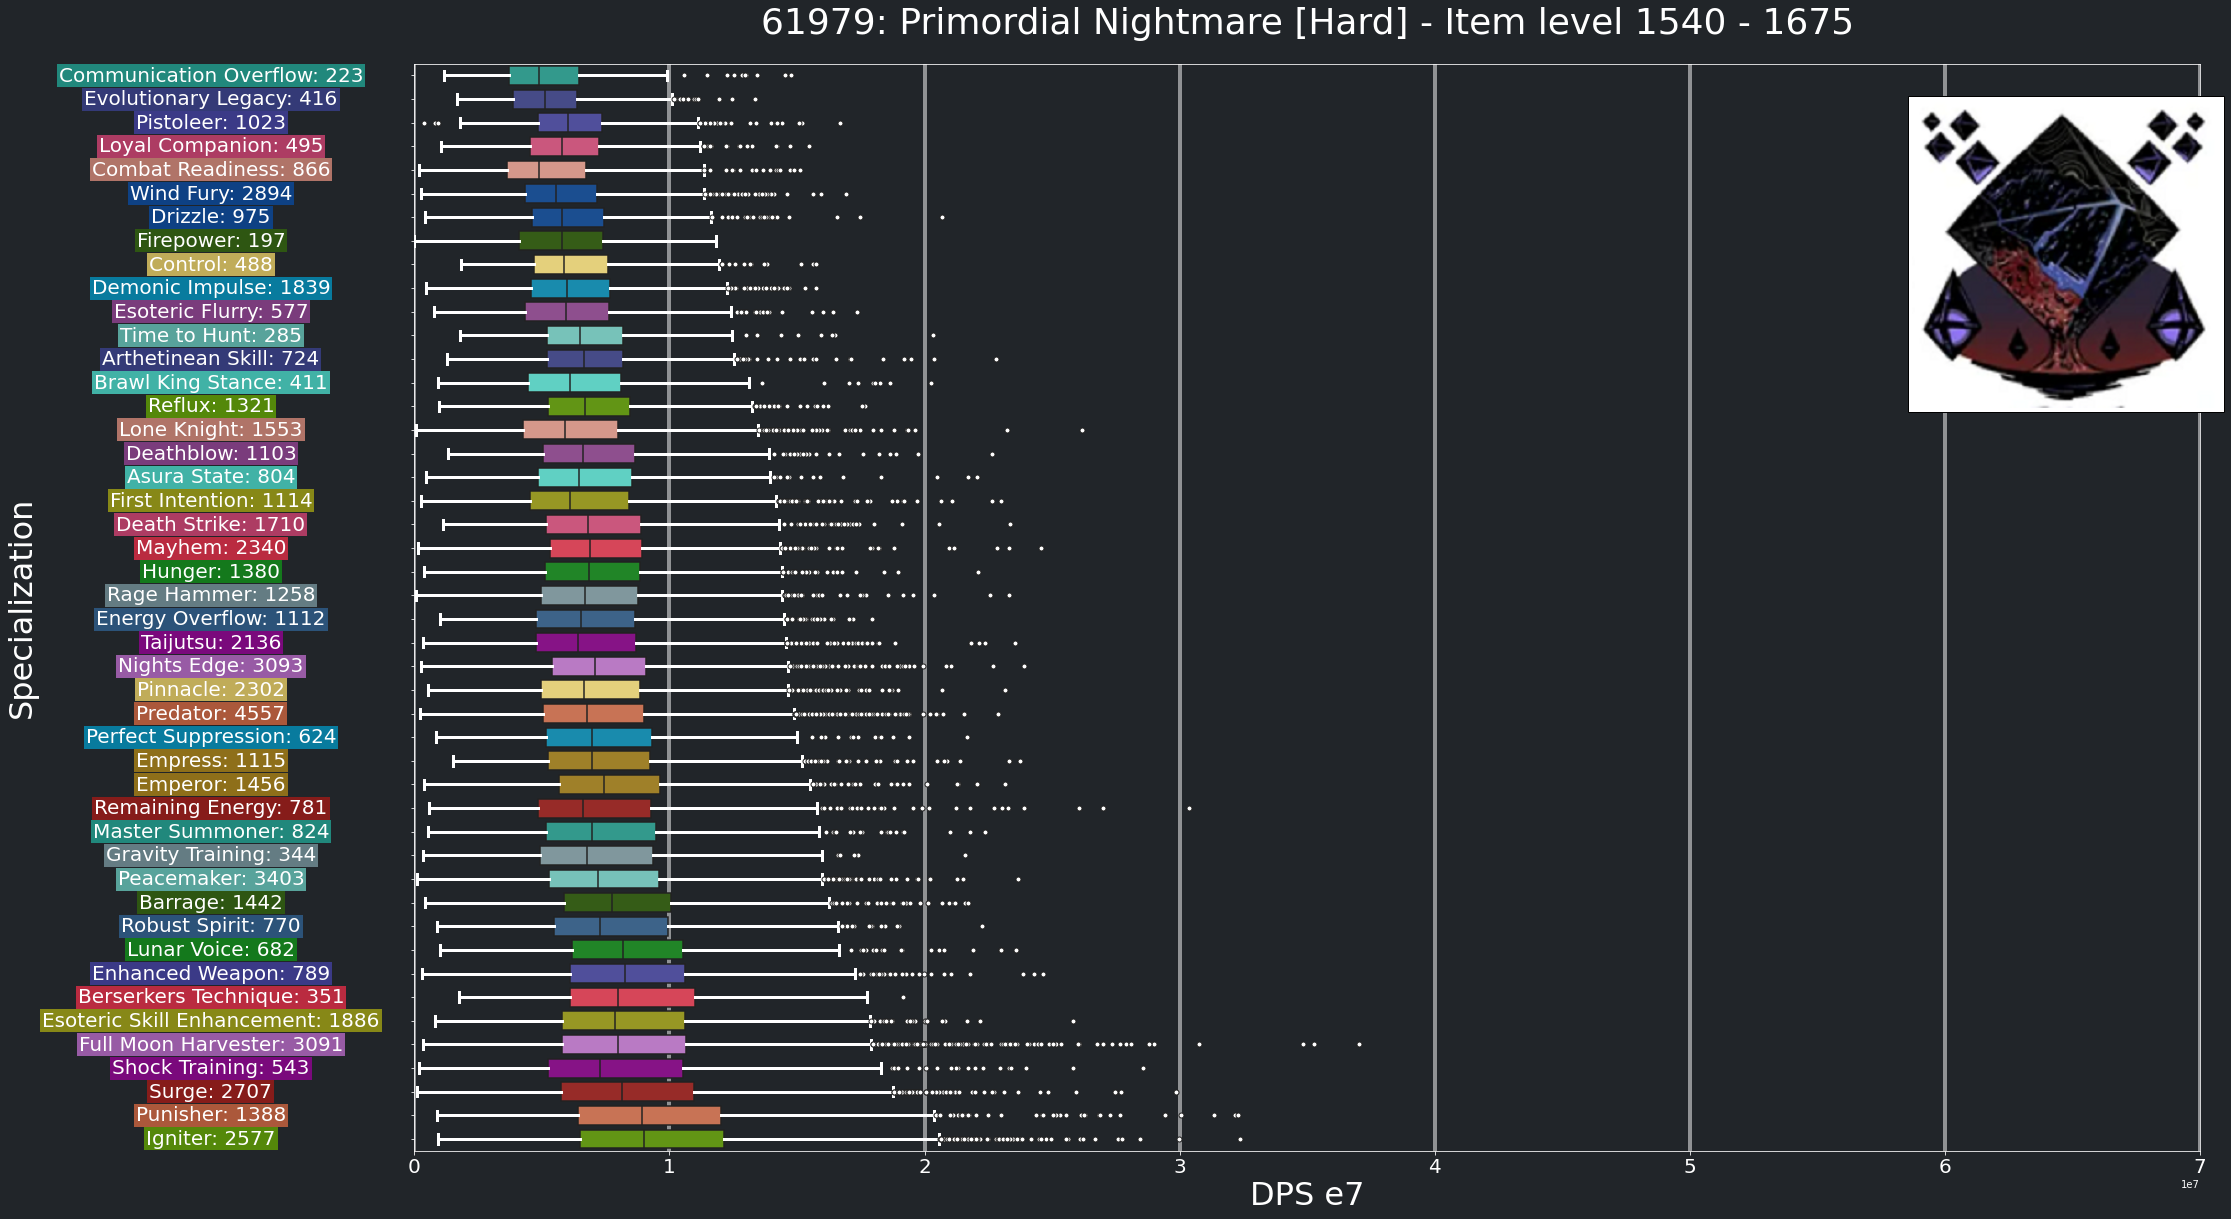 61979: Primordial Nightmare [Hard] - Item level 1540 - 1675
Communication Overflow: 223
Evolutionary Legacy: 416
Pistoleer: 1023
Loyal Companion: 495
Combat Readiness: 866
Wind Fury: 2894
Drizzle: 975
Firepower: 197
Control: 488
Demonic Impulse: 1839
Esoteric Flurry: 577
Time to Hunt: 285
Arthetinean Skill: 724
Brawl King Stance: 411
Reflux: 1321
Lone Knight: 1553
Deathblow: 1103
Asura State: 804
First Intention: 1114
Death Strike: 1710
Mayhem: 2340
Hunger: 1380
Rage Hammer: 1258
Energy Overflow: 1112
Taijutsu: 2136
Nights Edge: 3093
Pinnacle: 2302
Predator: 4557
Perfect Suppression: 624
Empress: 1115
Emperor: 1456
Remaining Energy: 781
Master Summoner: 824
Gravity Training: 344
Peacemaker: 3403
Barrage: 1442
Robust Spirit: 770
Lunar Voice: 682
Enhanced Weapon: 789
Berserkers Technique: 351
Esoteric Skill Enhancement: 1886
Full Moon Harvester: 3091
Shock Training: 543
Surge: 2707
Punisher: 1388
Igniter: 2577
Specialization
0 1 2 3 4 5 6 7
1e7
DPS e7